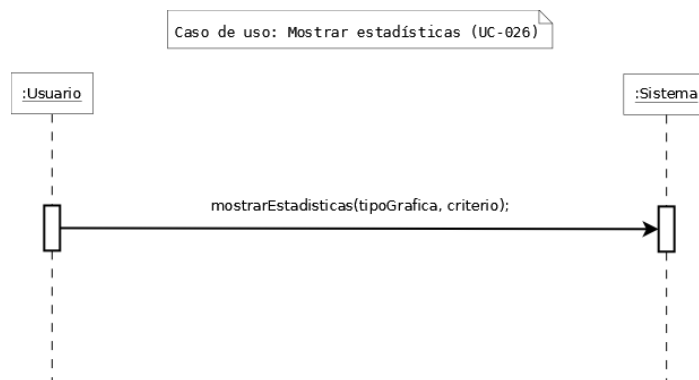 Caso de uso: Mostrar estadísticas (UC-026)
:Usuario
:Sistema
mostrarEstadisticas(tipoGrafica, criterio);